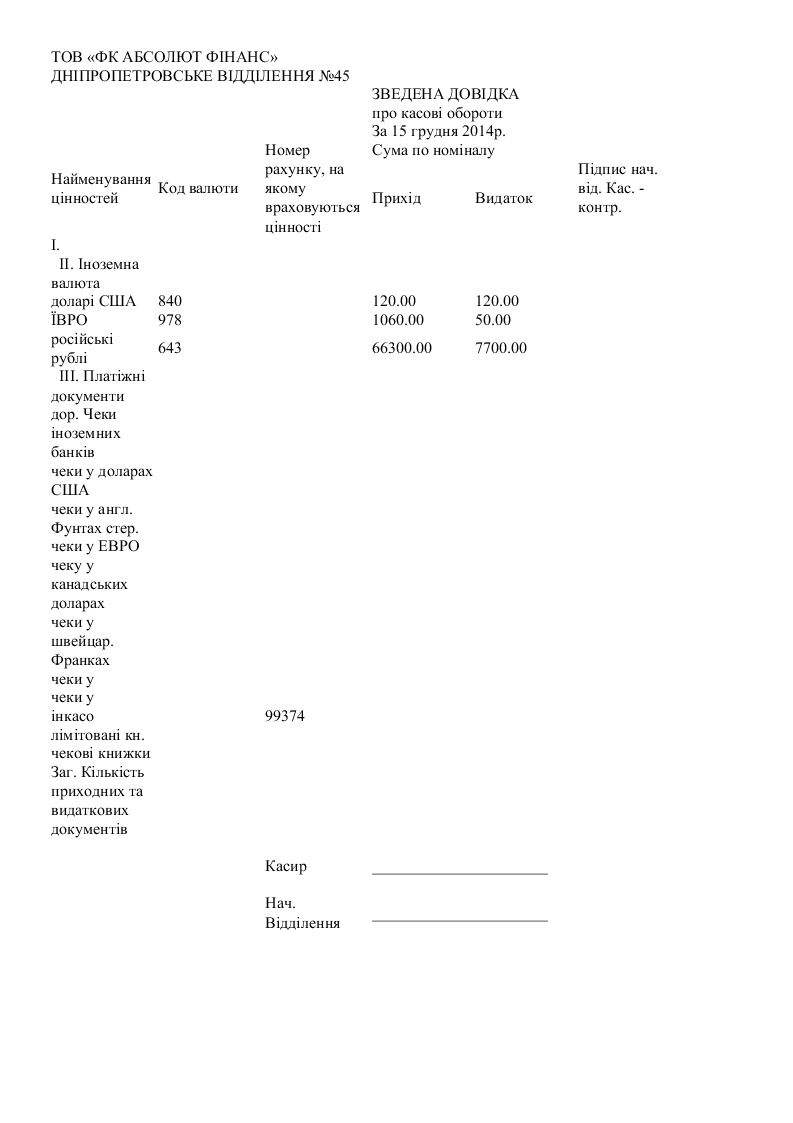 ТОВ «ФК АБСОЛЮТ ФІНАНС»
ДНІПРОПЕТРОВСЬКЕ ВІДДІЛЕННЯ №45
ЗВЕДЕНА ДОВІДКА
про касові обороти
За 15 грудня 2014р.
Найменування
цінностей
Код валюти
Номер
рахунку, на
якому
враховуються
цінності
Сума по номіналу
Прихід
Видаток
Підпис нач.
від. Кас. -
контр.
І.
ІІ. Іноземна
валюта
доларі США 840 120.00 120.00
ЇВРО 978 1060.00 50.00
російські
рублі 643 66300.00 7700.00
ІІІ. Платіжні
документи
дор. Чеки
іноземних
банків
чеки у доларах
США
чеки у англ.
Фунтах стер.
чеки у ЕВРО
чеку у
канадських
доларах
чеки у
швейцар.
Франках
чеки у
чеки у
інкасо 99374
лімітовані кн.
чекові книжки
Заг. Кількість
приходних та
видаткових
документів
Касир
Нач.
Відділення